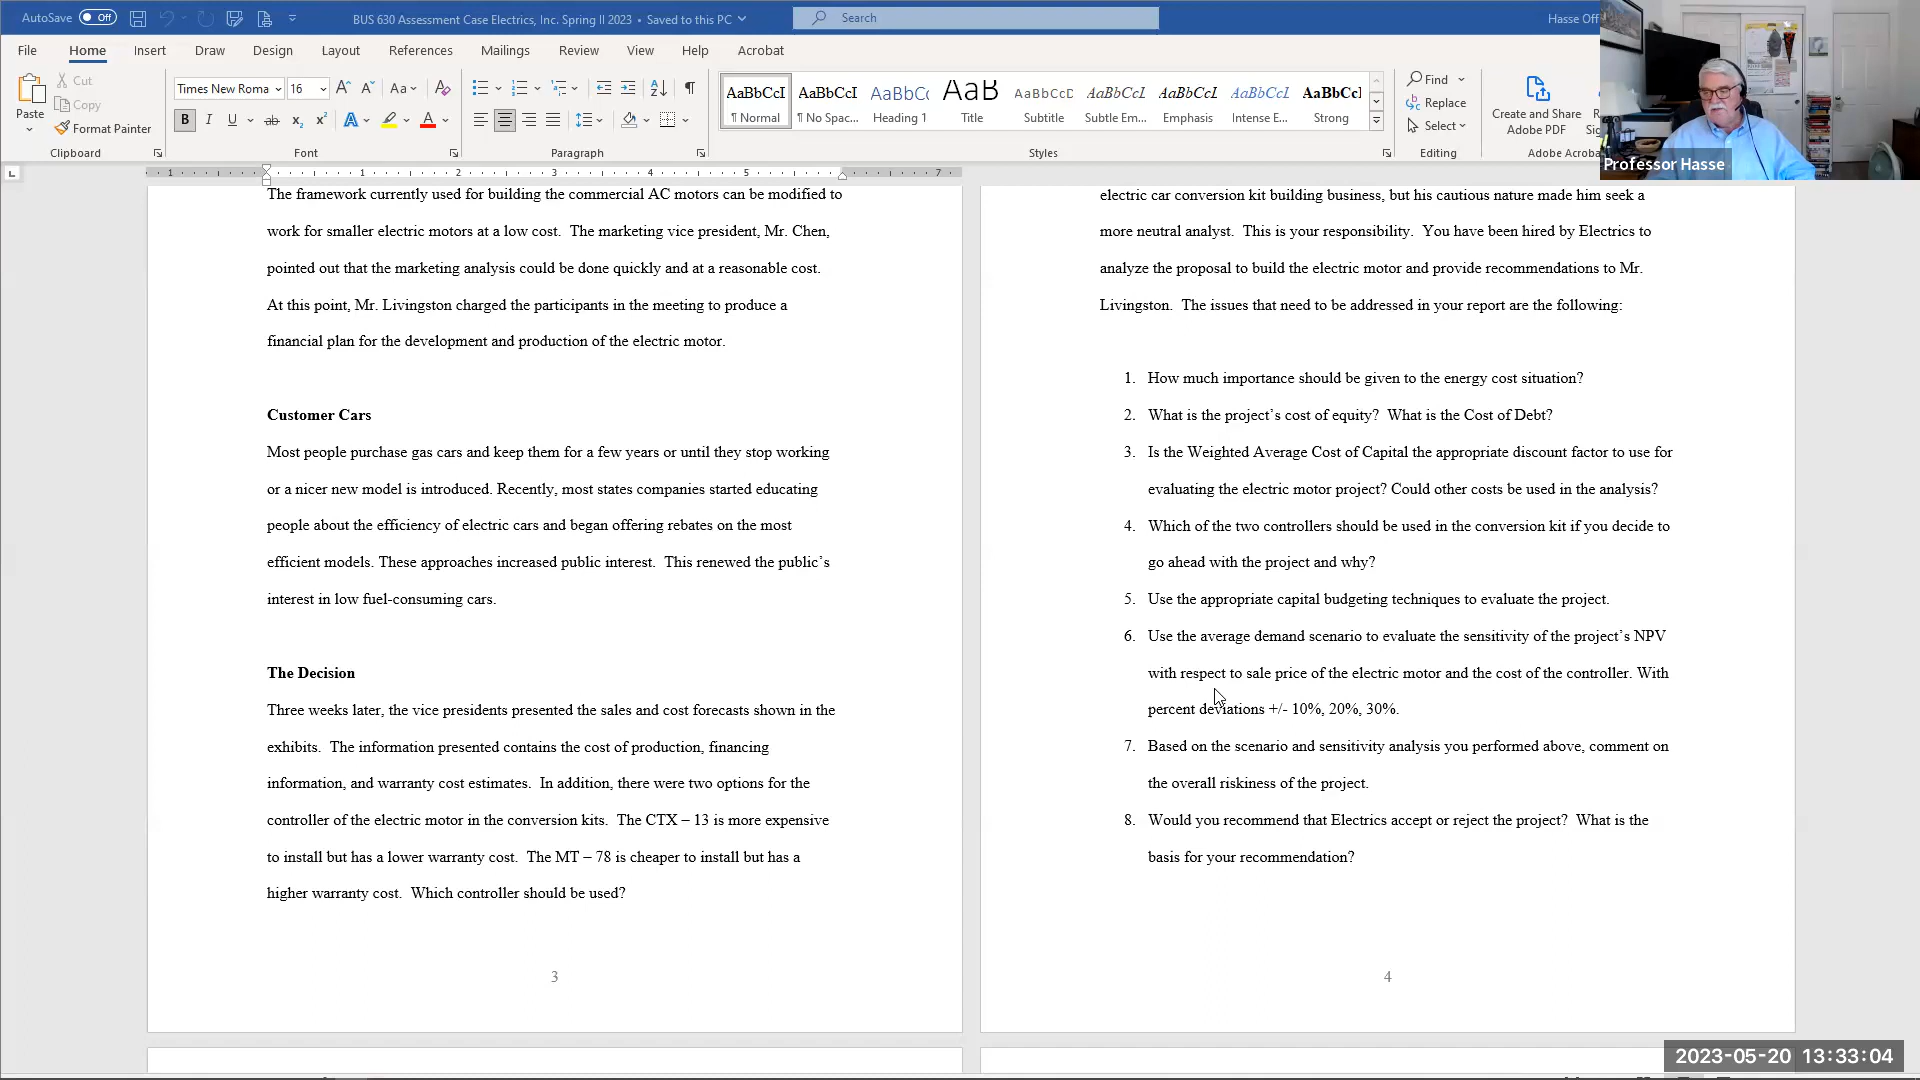 AutoSave Off
BUS 630 Assessment Case Electrics, Inc. Spring II 2023 • Saved to this PC
Search
Hasse Off
File Home Insert Draw Design Layout References Mailings Review View Help Acrobat
Paste
Cut
Copy
Format Painter
Clipboard
Times New Roma 16
Font
Paragraph
AaBbCcI AaBbCcI AaBbC AaB AaBbCcD AaBbCcI AaBbCcI AaBbCcI AaBbCcI
¶ Normal ¶ No Spac... Heading 1 Title Subtitle Subtle Em... Emphasis Intense E... Strong
Styles
Find
Replace
Select
Editing
Create and Share
Adobe PDF
Adobe Acroba
Professor Hasse
1 1 2 3 4 5 7
The framework currently used for building the commercial AC motors can be modified to
work for smaller electric motors at a low cost.  The marketing vice president, Mr. Chen,
pointed out that the marketing analysis could be done quickly and at a reasonable cost.
At this point, Mr. Livingston charged the participants in the meeting to produce a
financial plan for the development and production of the electric motor.
Customer Cars
Most people purchase gas cars and keep them for a few years or until they stop working
or a nicer new model is introduced. Recently, most states companies started educating
people about the efficiency of electric cars and began offering rebates on the most
efficient models. These approaches increased public interest.  This renewed the public’s
interest in low fuel-consuming cars.
The Decision
Three weeks later, the vice presidents presented the sales and cost forecasts shown in the
exhibits.  The information presented contains the cost of production, financing
information, and warranty cost estimates.  In addition, there were two options for the
controller of the electric motor in the conversion kits.  The CTX – 13 is more expensive
to install but has a lower warranty cost.  The MT – 78 is cheaper to install but has a
higher warranty cost.  Which controller should be used?
3
electric car conversion kit building business, but his cautious nature made him seek a
more neutral analyst.  This is your responsibility.  You have been hired by Electrics to
analyze the proposal to build the electric motor and provide recommendations to Mr.
Livingston.  The issues that need to be addressed in your report are the following:
1. How much importance should be given to the energy cost situation?
2. What is the project’s cost of equity?  What is the Cost of Debt?
3. Is the Weighted Average Cost of Capital the appropriate discount factor to use for
evaluating the electric motor project? Could other costs be used in the analysis?
4. Which of the two controllers should be used in the conversion kit if you decide to
go ahead with the project and why?
5. Use the appropriate capital budgeting techniques to evaluate the project.
6. Use the average demand scenario to evaluate the sensitivity of the project’s NPV
with respect to sale price of the electric motor and the cost of the controller. With
percent deviations +/- 10%, 20%, 30%.
7. Based on the scenario and sensitivity analysis you performed above, comment on
the overall riskiness of the project.
8. Would you recommend that Electrics accept or reject the project?  What is the
basis for your recommendation?
4
2023-05-20 13:33:04